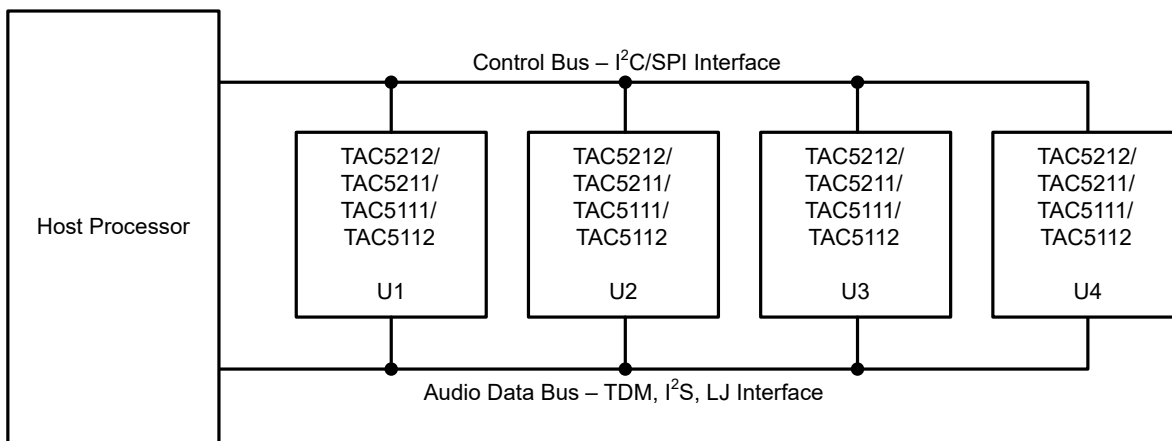 Control Bus – I²C/SPI Interface
Host Processor
TAC5212/
TAC5211/
TAC5111/
TAC5112
U1
TAC5212/
TAC5211/
TAC5111/
TAC5112
U2
TAC5212/
TAC5211/
TAC5111/
TAC5112
U3
TAC5212/
TAC5211/
TAC5111/
TAC5112
U4
Audio Data Bus – TDM, I²S, LJ Interface